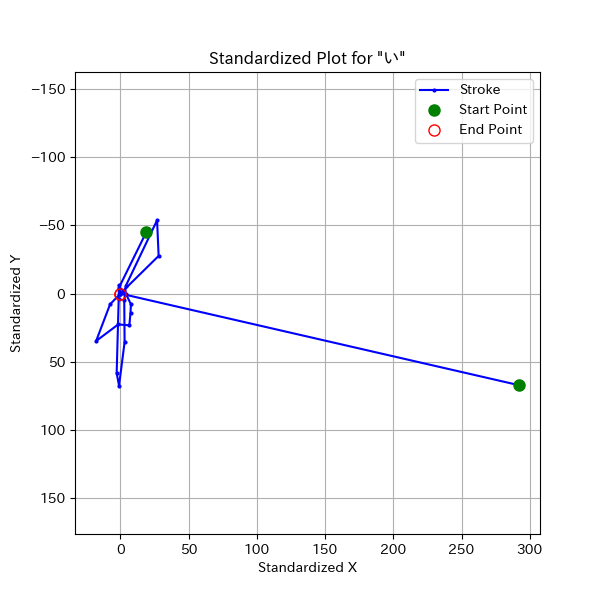 Standardized Plot for "い"
Stroke
Start Point
End Point
Standardized Y
−150
−100
−50
0
50
100
150
0 50 100 150 200 250 300
Standardized X